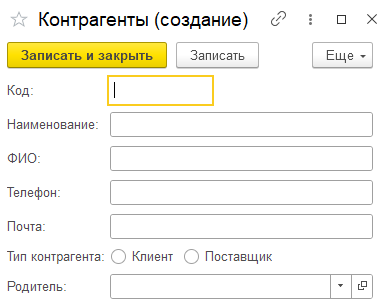 Контрагенты (создание)
Записать и закрыть Записать Еще
Код:
Наименование:
ФИО:
Телефон:
Почта:
Тип контрагента: Клиент Поставщик
Родитель: